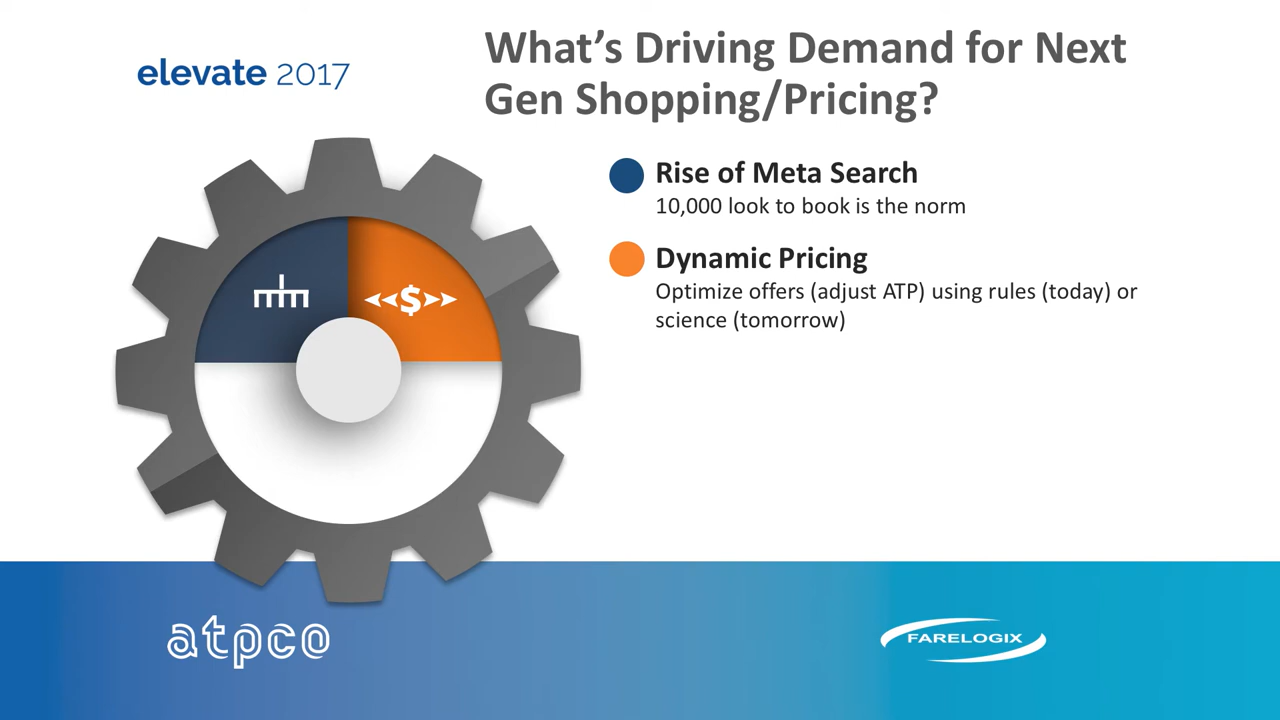 elevate 2017
What’s Driving Demand for Next
Gen Shopping/Pricing?
Rise of Meta Search
10,000 look to book is the norm
Dynamic Pricing
Optimize offers (adjust ATP) using rules (today) or
science (tomorrow)
$
atpco
FARELOGIX